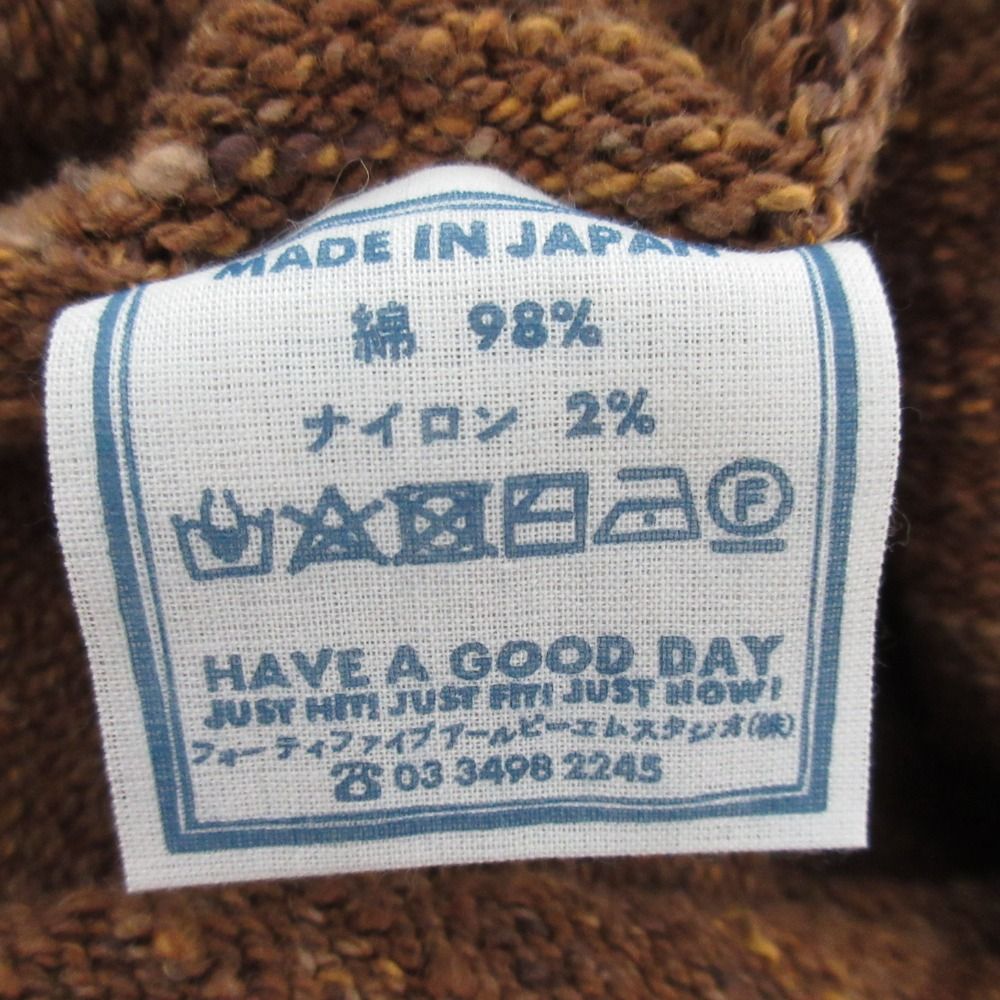 MADE IN JAPAN
綿 98%
ナイロン 2%
F
HAVE A GOOD DAY
JUST HIT! JUST FIT! JUST NOW!
フォーティファイブアールピーエムスタジオ(株)
☎ 03 3498 2245